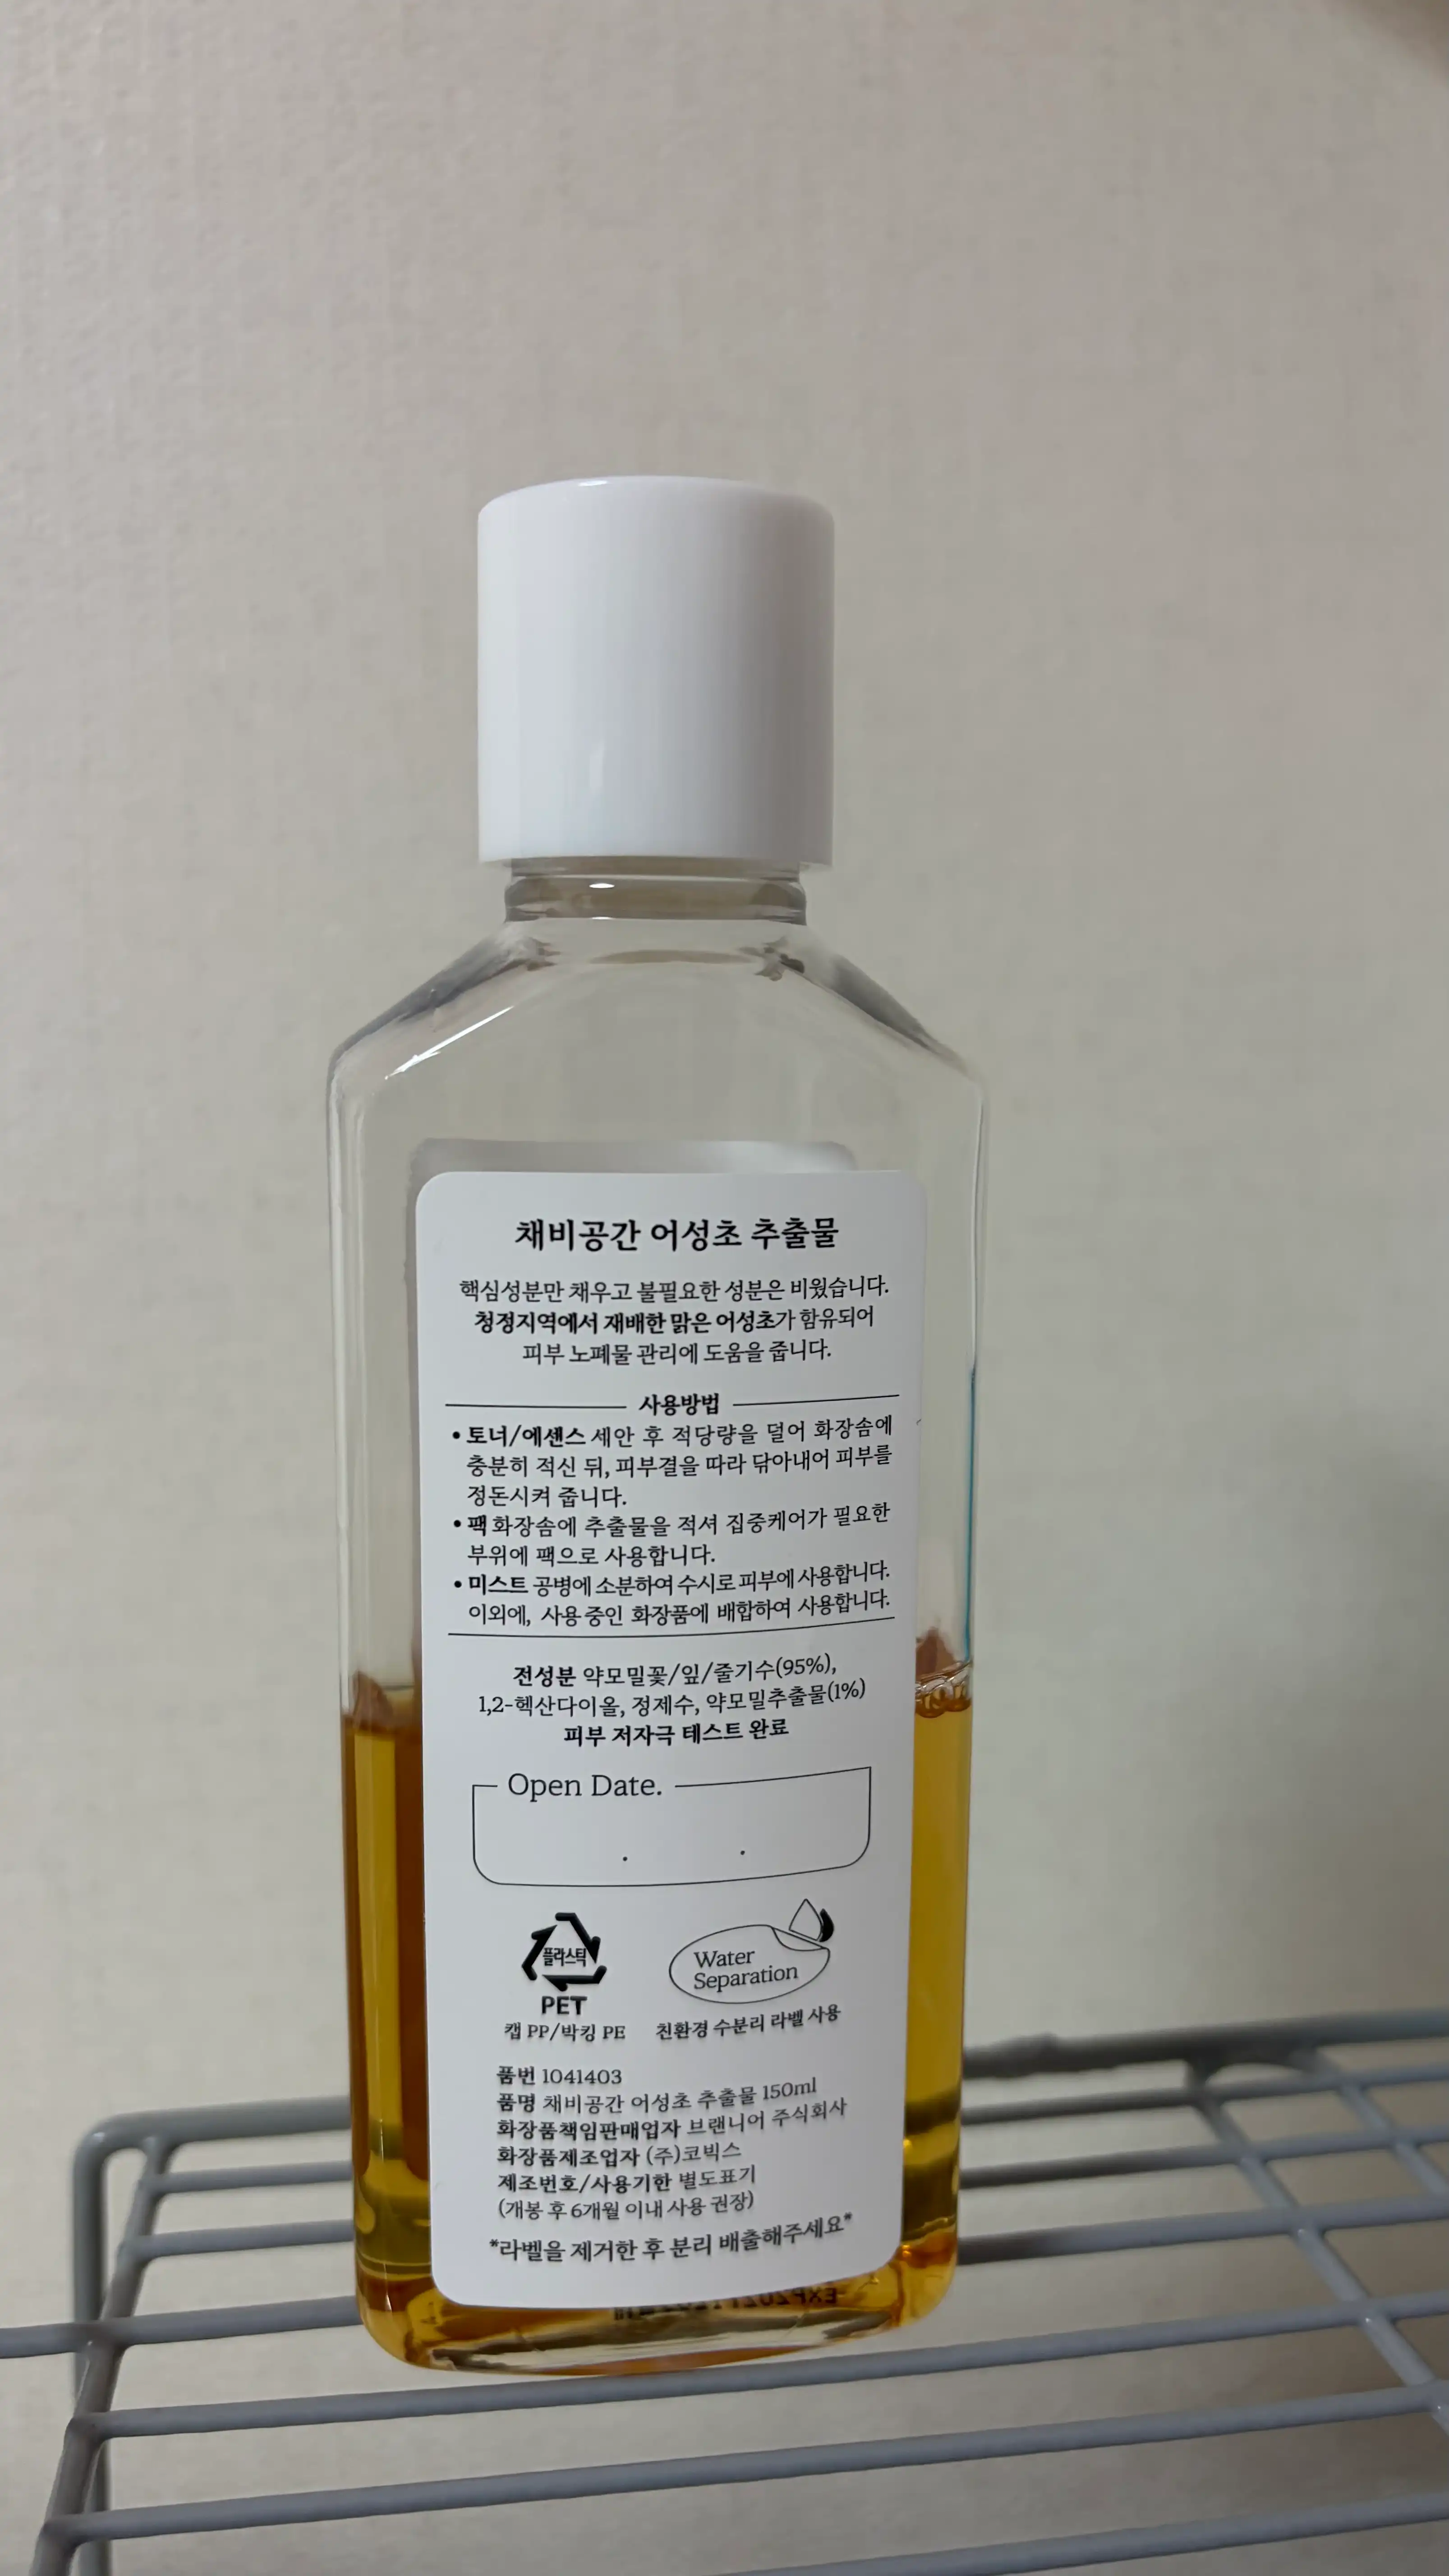 채비공간 어성초 추출물
핵심성분만 채우고 불필요한 성분은 비웠습니다.
청정지역에서 재배한 맑은 어성초가 함유되어
피부 노폐물 관리에 도움을 줍니다.
사용방법
• 토너/에센스 세안 후 적당량을 덜어 화장솜에
충분히 적신 뒤, 피부결을 따라 닦아내어 피부를
정돈시켜 줍니다.
• 팩 화장솜에 추출물을 적셔 집중케어가 필요한
부위에 팩으로 사용합니다.
• 미스트 공병에 소분하여 수시로 피부에 사용합니다.
이외에, 사용 중인 화장품에 배합하여 사용합니다.
전성분 약모밀꽃/잎/줄기수(95%),
1,2-헥산다이올, 정제수, 약모밀추출물(1%)
피부 저자극 테스트 완료
Open Date.
. .
플라스틱
PET
캡 PP/박킹 PE
Water
Separation
친환경 수분리 라벨 사용
품번 1041403
품명 채비공간 어성초 추출물 150ml
화장품책임판매업자 브랜니어 주식회사
화장품제조업자 (주)코빅스
제조번호/사용기한 별도표기
(개봉 후 6개월 이내 사용 권장)
*라벨을 제거한 후 분리 배출해주세요*